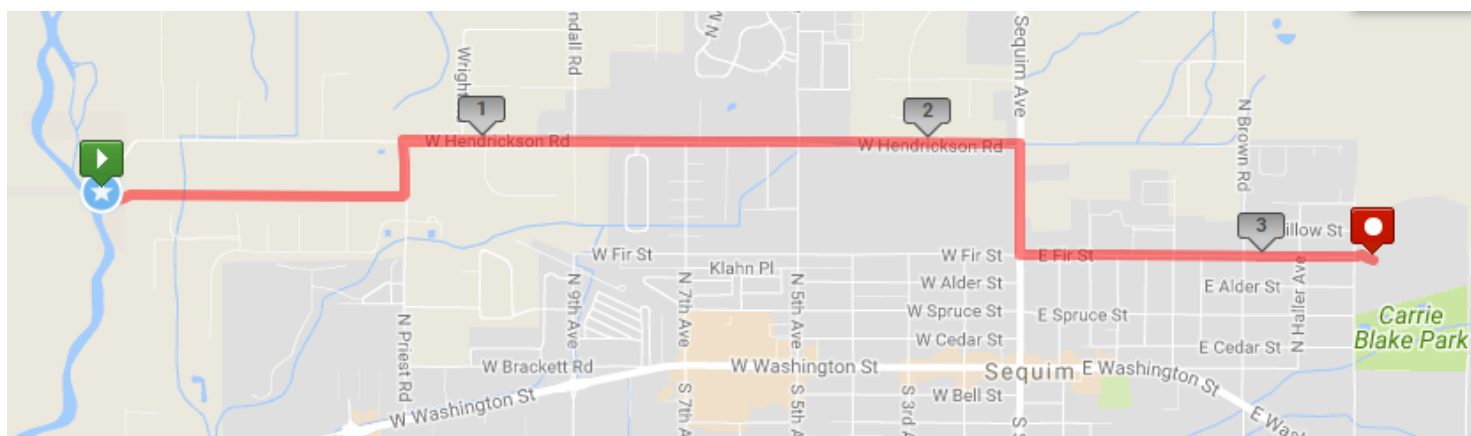 Sequim Ave
ndall Rd
W N
Wright
1
2
W Hendrickson Rd
W Hendrickson Rd
N Brown Rd
3
illow St
W Fir St
Klahn Pl
W Fir St
E Fir St
N 9th Ave
N 7th Ave
N 5th Ave
W Alder St
E Alder St
N Haller Ave
W Spruce St
E Spruce St
N Priest Rd
W Cedar St
E Cedar St
Carrie
Blake Park
W Brackett Rd
W Washington St
Sequim
E Washington St
W Washington St
S 7th A
S 5th A
S 3rd A
W Bell St
S S
E Was